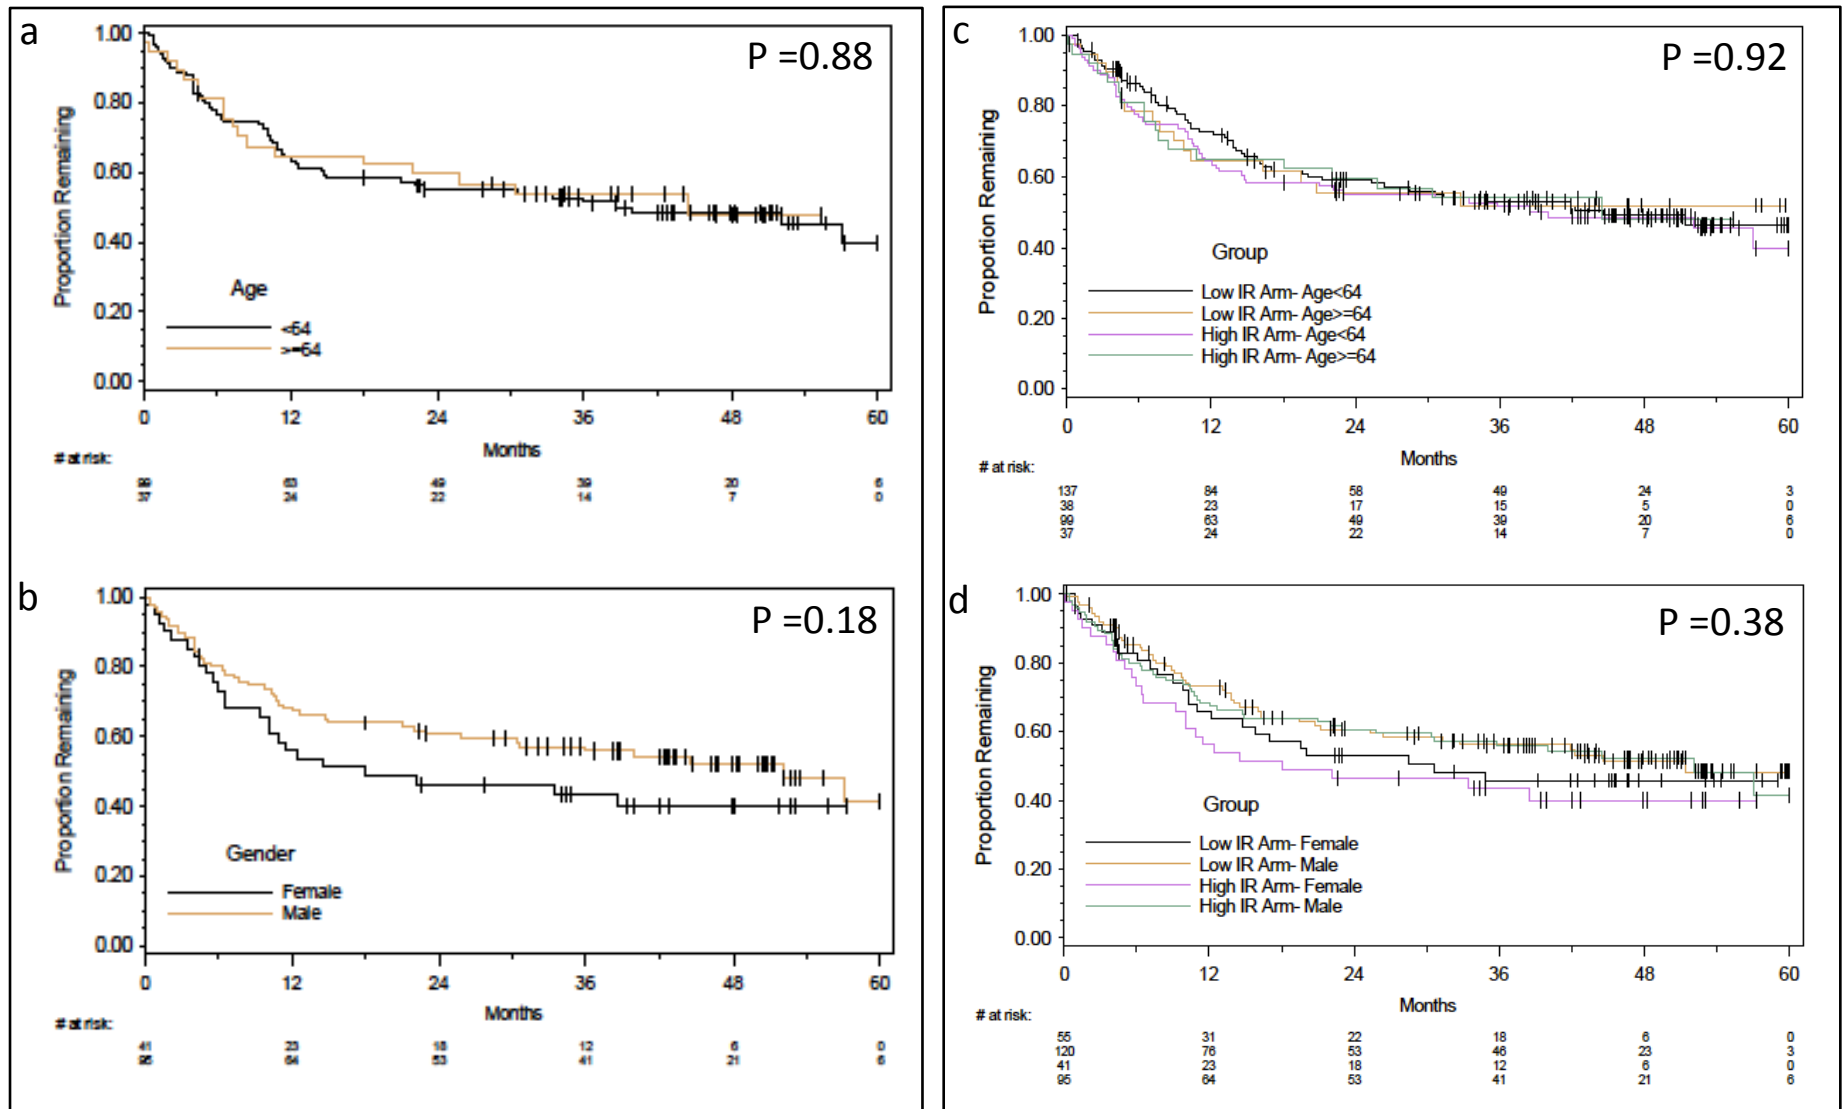 a
P =0.88
1.00
0.80
0.60
0.40
0.20
0.00
Proportion Remaining
Age
<64
>=64
0 12 24 36 48 60
Months
# at risk:
99 63 49 39 20 6
37 24 22 14 7 0
b
P =0.18
1.00
0.80
0.60
0.40
0.20
0.00
Proportion Remaining
Gender
Female
Male
0 12 24 36 48 60
Months
# at risk:
41 23 18 12 6 0
95 64 53 41 21 6
c
P =0.92
1.00
0.80
0.60
0.40
0.20
0.00
Proportion Remaining
Group
Low IR Arm- Age<64
Low IR Arm- Age>=64
High IR Arm- Age<64
High IR Arm- Age>=64
0 12 24 36 48 60
Months
# at risk:
137 84 58 49 24 3
38 23 17 15 5 0
99 63 49 39 20 6
37 24 22 14 7 0
d
P =0.38
1.00
0.80
0.60
0.40
0.20
0.00
Proportion Remaining
Group
Low IR Arm- Female
Low IR Arm- Male
High IR Arm- Female
High IR Arm- Male
0 12 24 36 48 60
Months
# at risk:
55 31 22 18 6 0
120 76 53 46 23 3
41 23 18 12 6 0
95 64 53 41 21 6